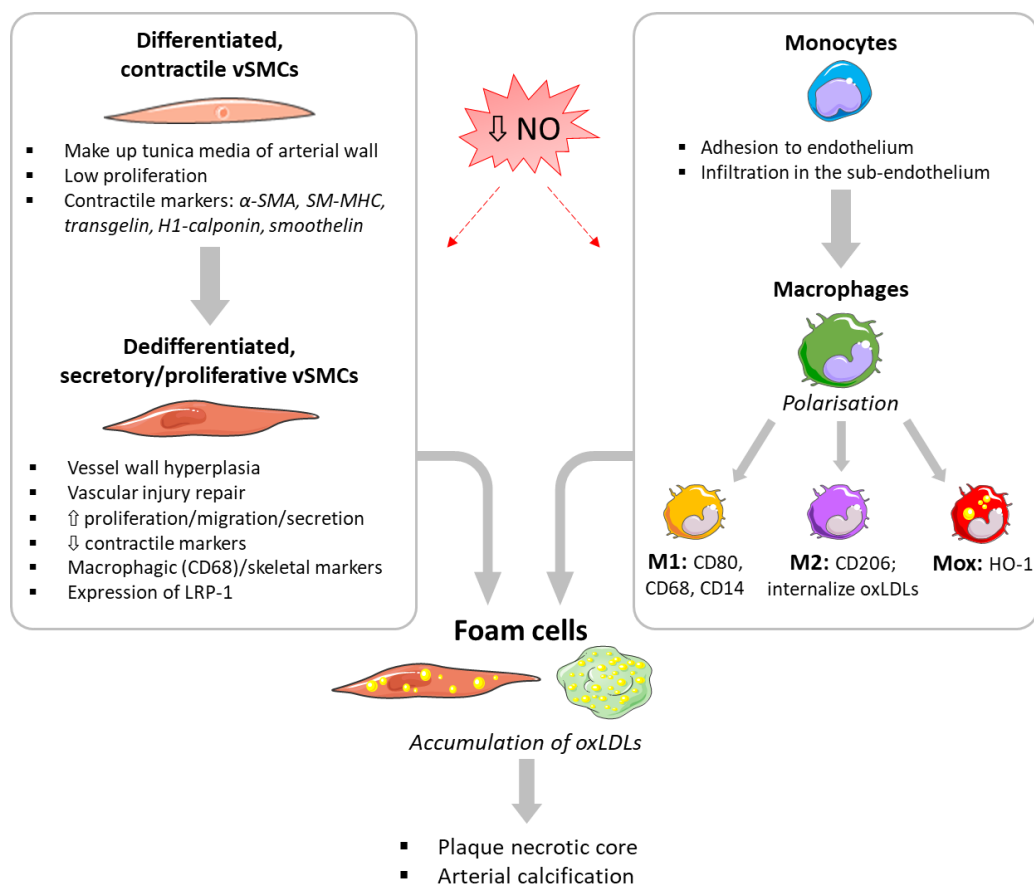 Differentiated,
contractile vSMCs
▪ Make up tunica media of arterial wall
▪ Low proliferation
▪ Contractile markers: α-SMA, SM-MHC,
transgelin, H1-calponin, smoothelin
Dedifferentiated,
secretory/proliferative vSMCs
▪ Vessel wall hyperplasia
▪ Vascular injury repair
▪ ⇧ proliferation/migration/secretion
▪ ⇩ contractile markers
▪ Macrophagic (CD68)/skeletal markers
▪ Expression of LRP-1
⇩ NO
Monocytes
▪ Adhesion to endothelium
▪ Infiltration in the sub-endothelium
Macrophages
Polarisation
M1: CD80,
CD68, CD14
M2: CD206;
internalize oxLDLs
Mox: HO-1
Foam cells
Accumulation of oxLDLs
▪ Plaque necrotic core
▪ Arterial calcification